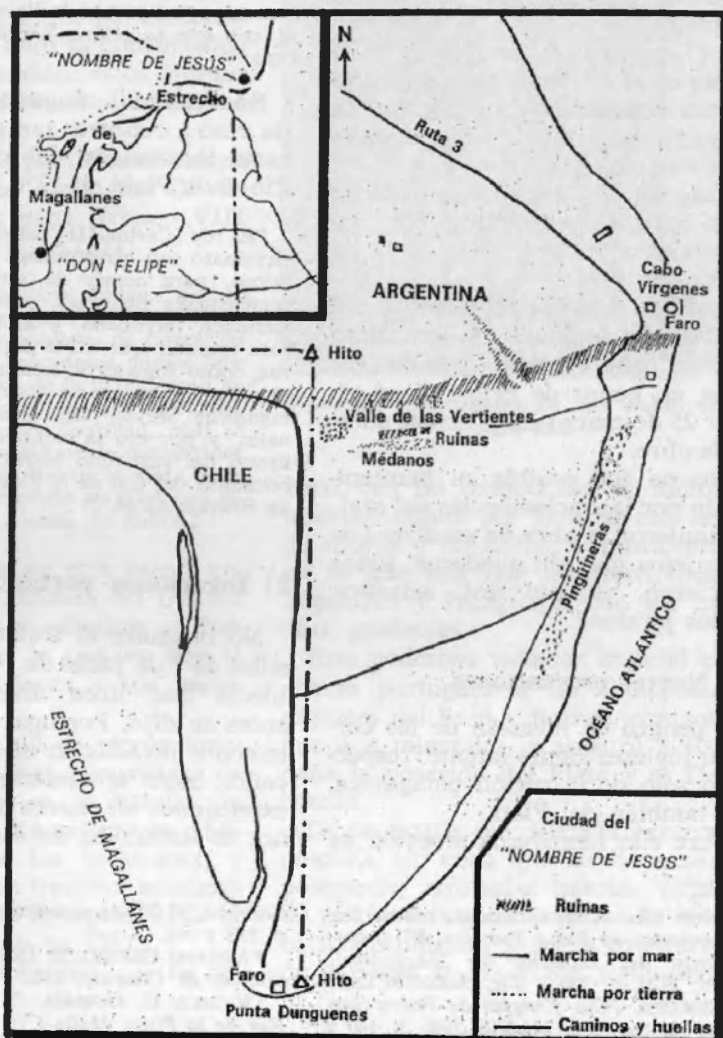 "NOMBRE DE JESÚS"
Estrecho
de
Magallanes
"DON FELIPE"
N
Ruta 3
ARGENTINA
Cabo
Vírgenes
Faro
Hito
Valle de las Vertientes
Ruinas
Médanos
CHILE
Pingüineras
OCEANO ATLÁNTICO
ESTRECHO DE MAGALLANES
Faro
Hito
Punta Dunguenes
Ciudad del
"NOMBRE DE JESÚS"
Ruinas
Marcha por mar
Marcha por tierra
Caminos y huellas